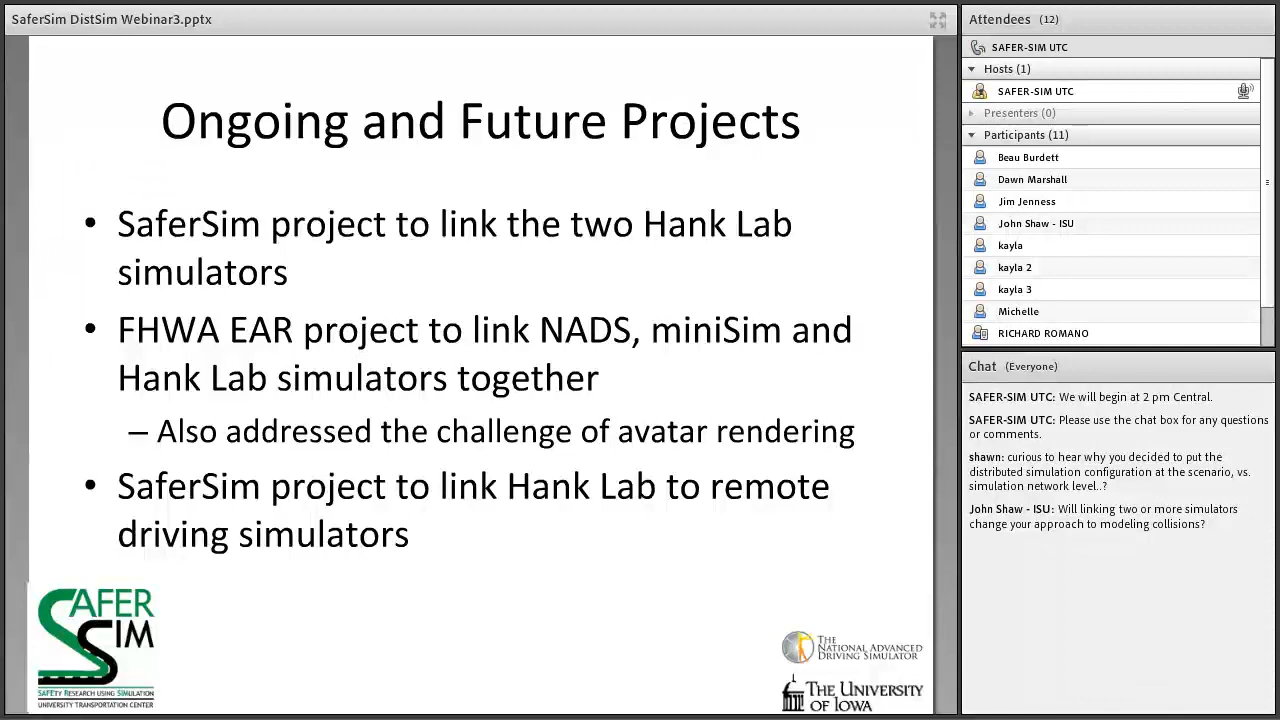 SaferSim DistSim Webinar3.pptx
Ongoing and Future Projects
• SaferSim project to link the two Hank Lab
simulators
• FHWA EAR project to link NADS, miniSim and
Hank Lab simulators together
– Also addressed the challenge of avatar rendering
• SaferSim project to link Hank Lab to remote
driving simulators
SAFER
SIM
SAFETY RESEARCH USING SIMULATION
UNIVERSITY TRANSPORTATION CENTER
THE
NATIONAL ADVANCED
DRIVING SIMULATOR
THE UNIVERSITY
OF IOWA
Attendees (12)
SAFER-SIM UTC
Hosts (1)
SAFER-SIM UTC
Presenters (0)
Participants (11)
Beau Burdett
Dawn Marshall
Jim Jenness
John Shaw - ISU
kayla
kayla 2
kayla 3
Michelle
RICHARD ROMANO
Chat (Everyone)
SAFER-SIM UTC: We will begin at 2 pm Central.
SAFER-SIM UTC: Please use the chat box for any questions
or comments.
shawn: curious to hear why you decided to put the
distributed simulation configuration at the scenario, vs.
simulation network level..?
John Shaw - ISU: Will linking two or more simulators
change your approach to modeling collisions?